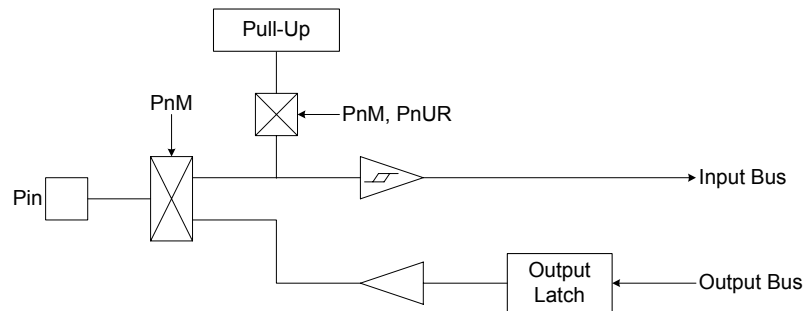 Pull-Up
PnM
PnM, PnUR
Pin
Input Bus
Output
Latch
Output Bus